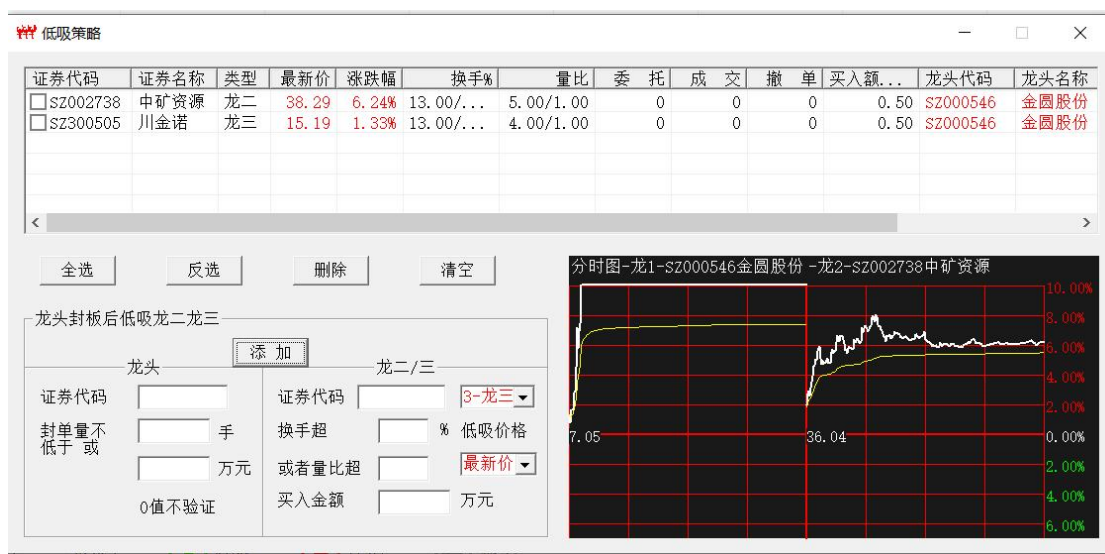 低吸策略
证券代码 证券名称 类型 最新价 涨跌幅 换手% 量比 委 托 成 交 撤 单 买入额... 龙头代码 龙头名称
SZ002738 中矿资源 龙二 38.29 6.24% 13.00/... 5.00/1.00 0 0 0 0.50 SZ000546 金圆股份
SZ300505 川金诺 龙三 15.19 1.33% 13.00/... 4.00/1.00 0 0 0 0.50 SZ000546 金圆股份
全选 反选 删除 清空
分时图-龙1-SZ000546金圆股份 -龙2-SZ002738中矿资源
10.00%
8.00%
6.00%
4.00%
2.00%
7.05 36.04 0.00%
2.00%
4.00%
6.00%
龙头封板后低吸龙二龙三
添 加
龙头 龙二/三
证券代码 证券代码 3-龙三
封单量不
低于 或 手 换手超 % 低吸价格
万元 或者量比超 最新价
0值不验证 买入金额 万元